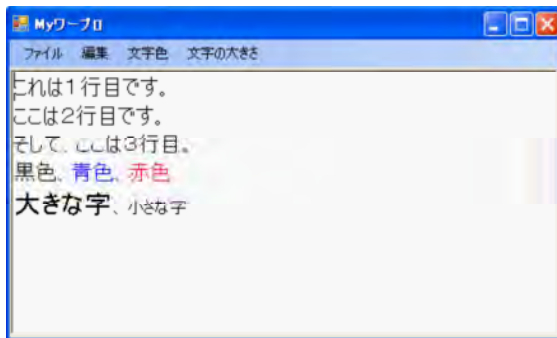 Myワープロ
ファイル 編集 文字色 文字の大きさ
これは1行目です。
ここは2行目です。
そして、ここは3行目。
黒色、青色、赤色
大きな字、小さな字